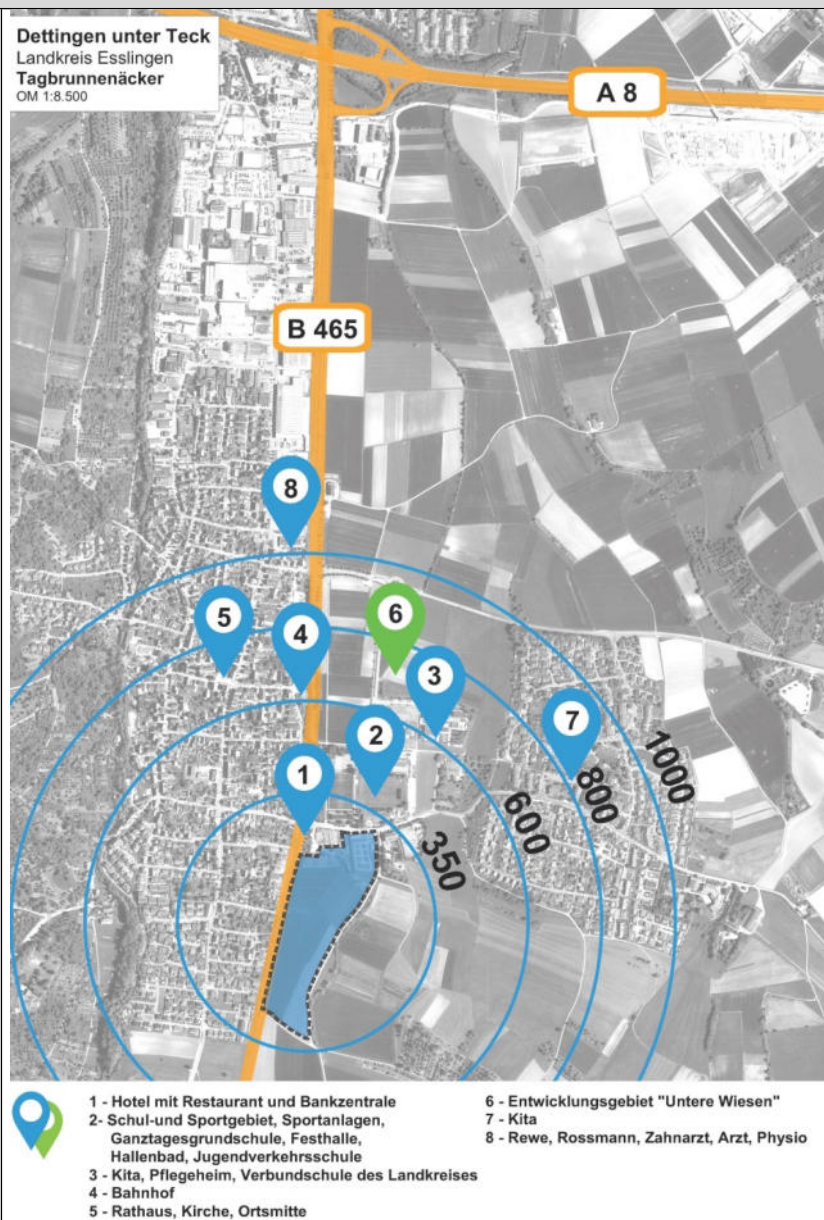 Dettingen unter Teck
Landkreis Esslingen
Tagbrunnenäcker
OM 1:8.500
A 8
B 465
8
5
4
6
3
7
2
1
1000
800
600
350
1 - Hotel mit Restaurant und Bankzentrale
2- Schul-und Sportgebiet, Sportanlagen,
Ganztagesgrundschule, Festhalle,
Hallenbad, Jugendverkehrsschule
3 - Kita, Pflegeheim, Verbundschule des Landkreises
4 - Bahnhof
5 - Rathaus, Kirche, Ortsmitte
6 - Entwicklungsgebiet "Untere Wiesen"
7 - Kita
8 - Rewe, Rossmann, Zahnarzt, Arzt, Physio